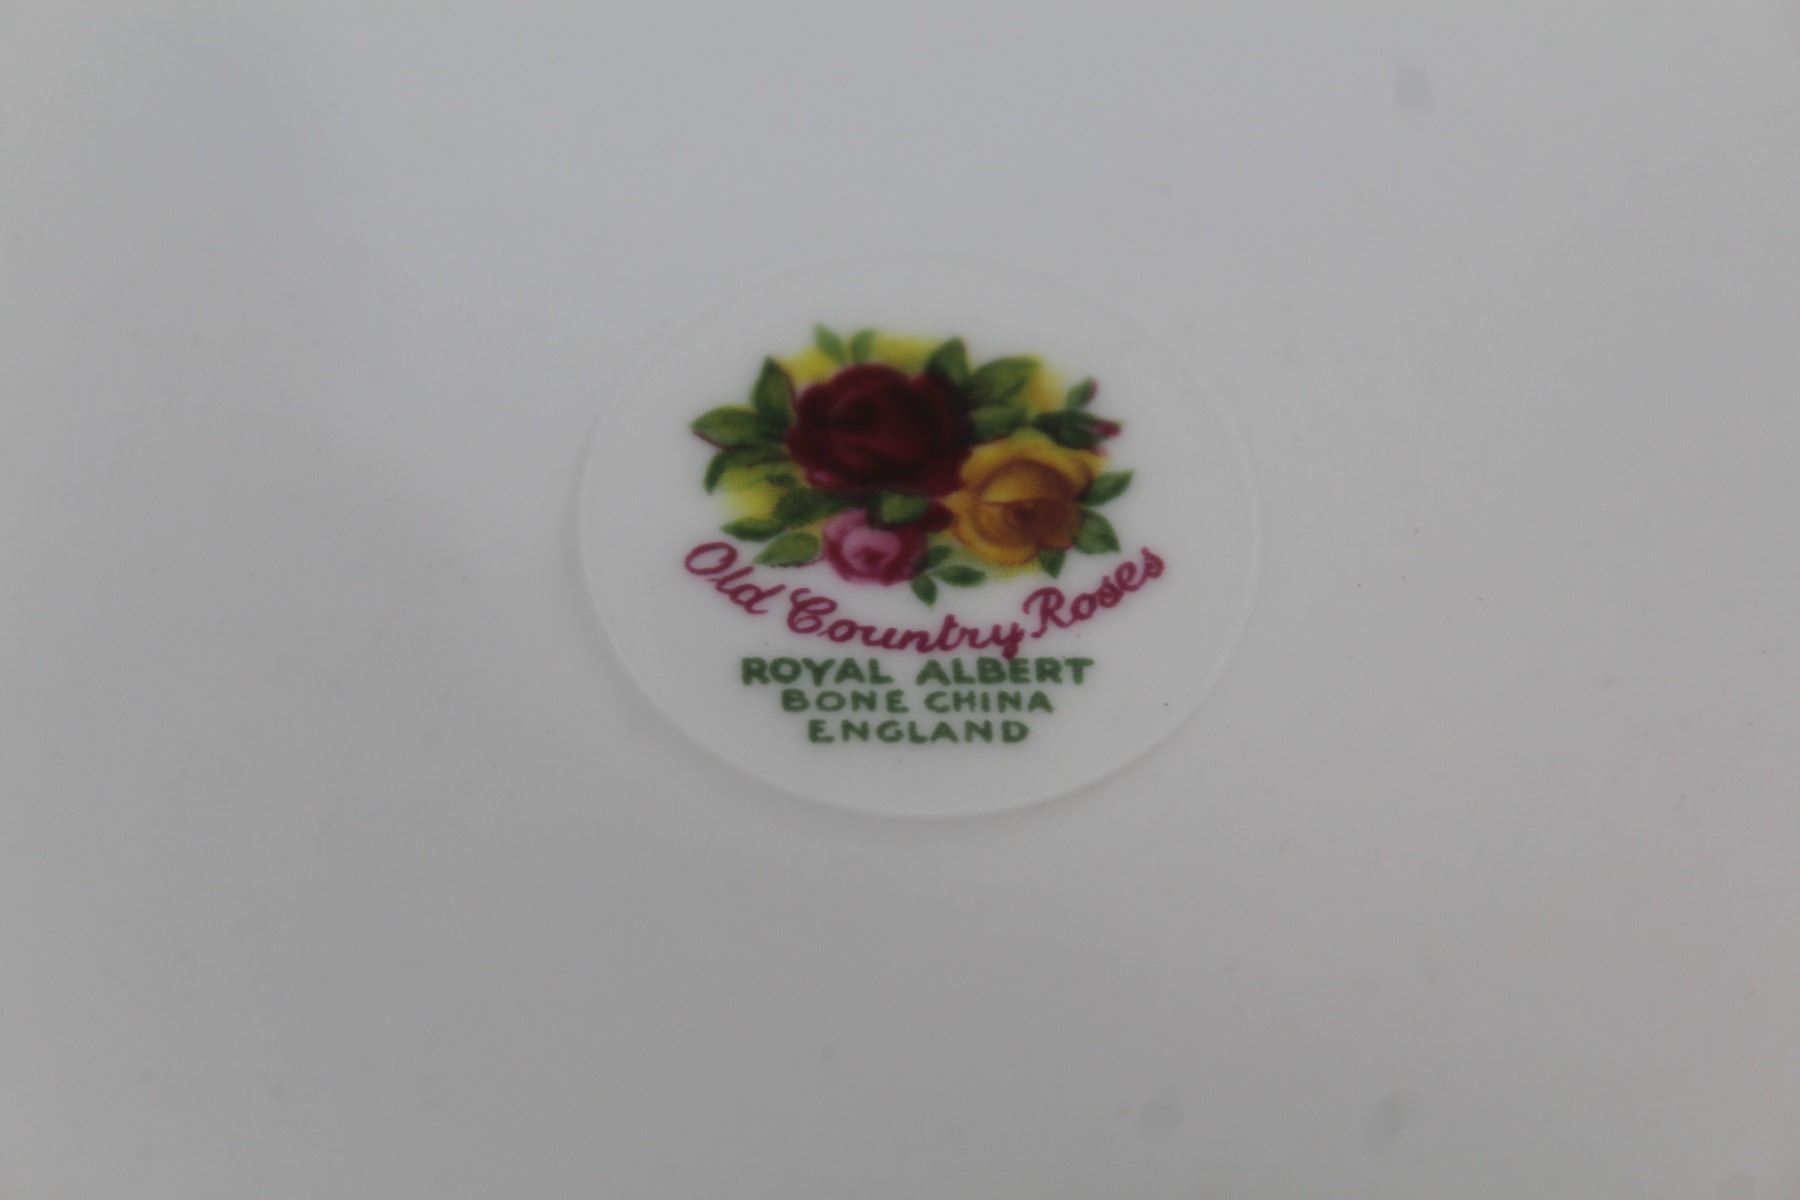 Old Country Roses
ROYAL ALBERT
BONE CHINA
ENGLAND